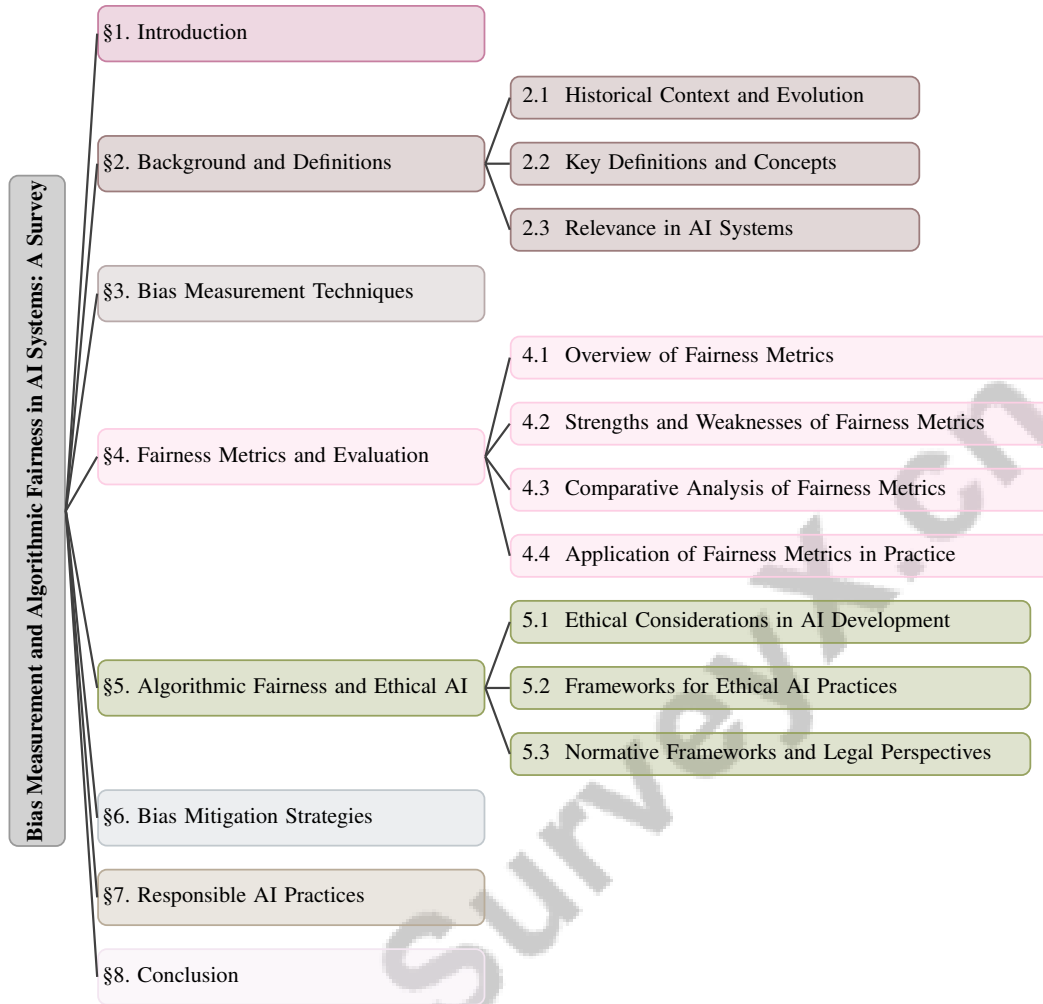 Bias Measurement and Algorithmic Fairness in AI Systems: A Survey
§1. Introduction
§2. Background and Definitions
2.1 Historical Context and Evolution
2.2 Key Definitions and Concepts
2.3 Relevance in AI Systems
§3. Bias Measurement Techniques
§4. Fairness Metrics and Evaluation
4.1 Overview of Fairness Metrics
4.2 Strengths and Weaknesses of Fairness Metrics
4.3 Comparative Analysis of Fairness Metrics
4.4 Application of Fairness Metrics in Practice
§5. Algorithmic Fairness and Ethical AI
5.1 Ethical Considerations in AI Development
5.2 Frameworks for Ethical AI Practices
5.3 Normative Frameworks and Legal Perspectives
§6. Bias Mitigation Strategies
§7. Responsible AI Practices
§8. Conclusion
SurveyX.cn